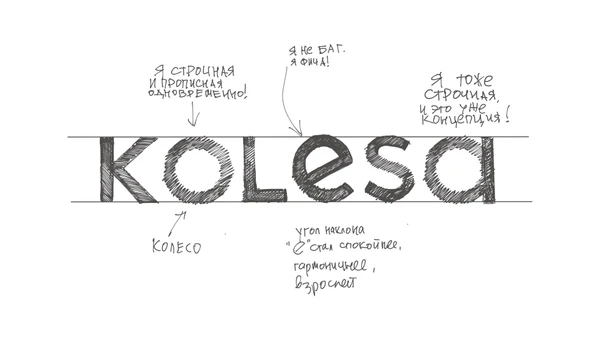 Я СТРОЧНАЯ
И ПРОПИСНАЯ
ОДНОВРЕМЕННО!
Я НЕ БАГ.
Я ФИЧА!
Я ТОЖЕ
СТРОЧНАЯ,
И ЭТО УЖЕ
КОНЦЕПЦИЯ!
KoLesa
КОЛЕСО
угол наклона
"е" стал спокойнее,
гармоничнее,
взрослей